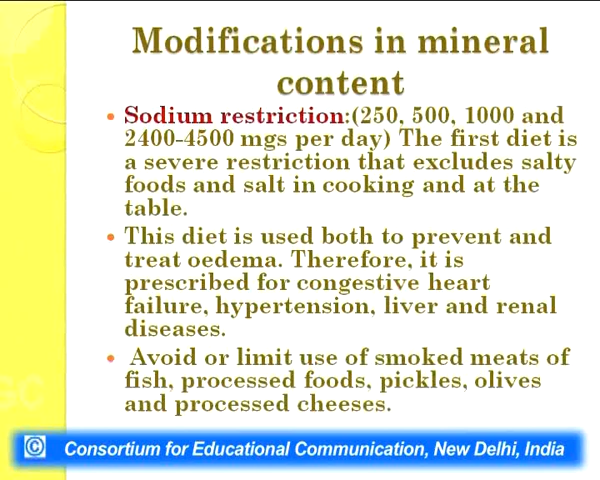 Modifications in mineral
content
• Sodium restriction:(250, 500, 1000 and
2400-4500 mgs per day) The first diet is
a severe restriction that excludes salty
foods and salt in cooking and at the
table.
• This diet is used both to prevent and
treat oedema. Therefore, it is
prescribed for congestive heart
failure, hypertension, liver and renal
diseases.
• Avoid or limit use of smoked meats of
fish, processed foods, pickles, olives
and processed cheeses.
GC
© Consortium for Educational Communication, New Delhi, India